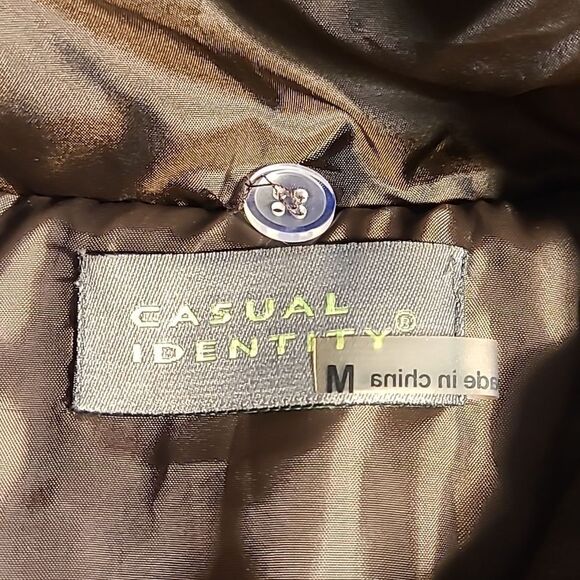 CASUAL
IDENTITY®
M
ade in china